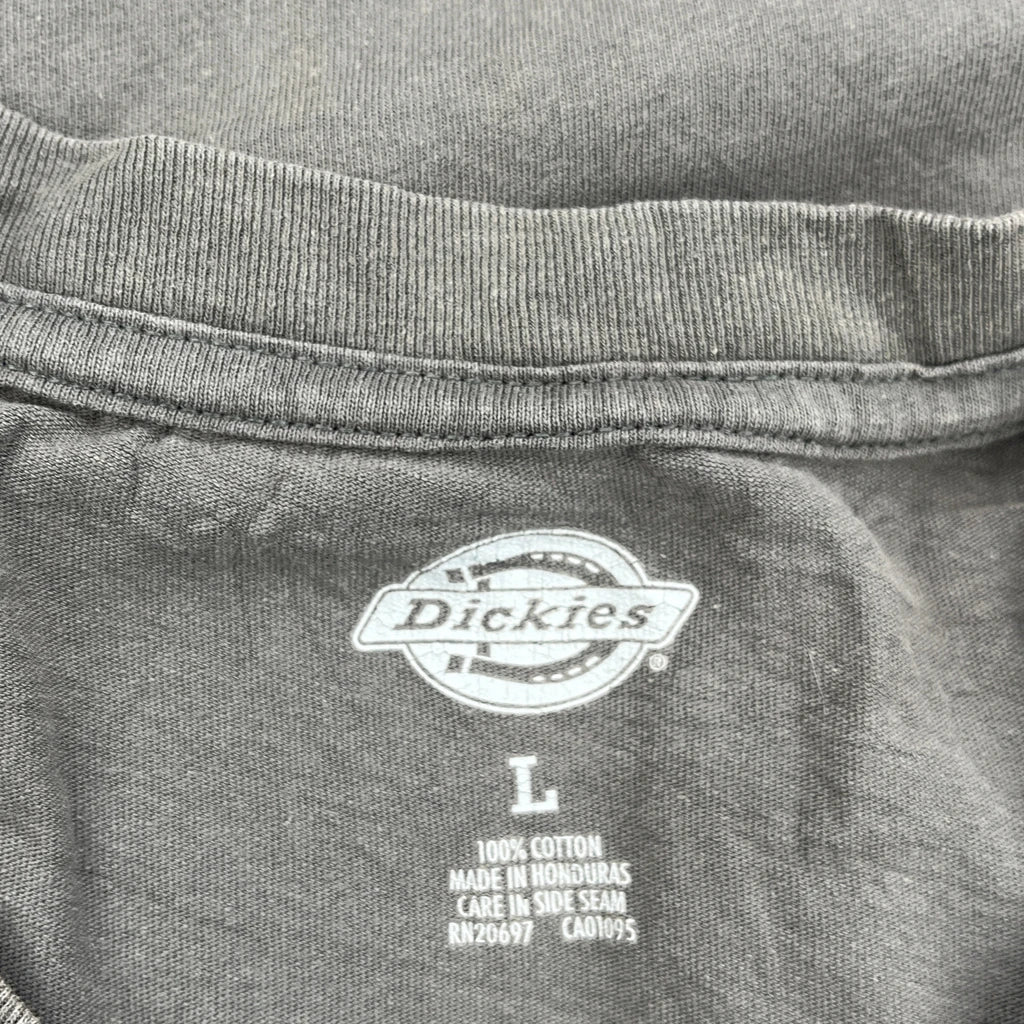 Dickies
®
L
100% COTTON
MADE IN HONDURAS
CARE IN SIDE SEAM
RN20697 CA01095